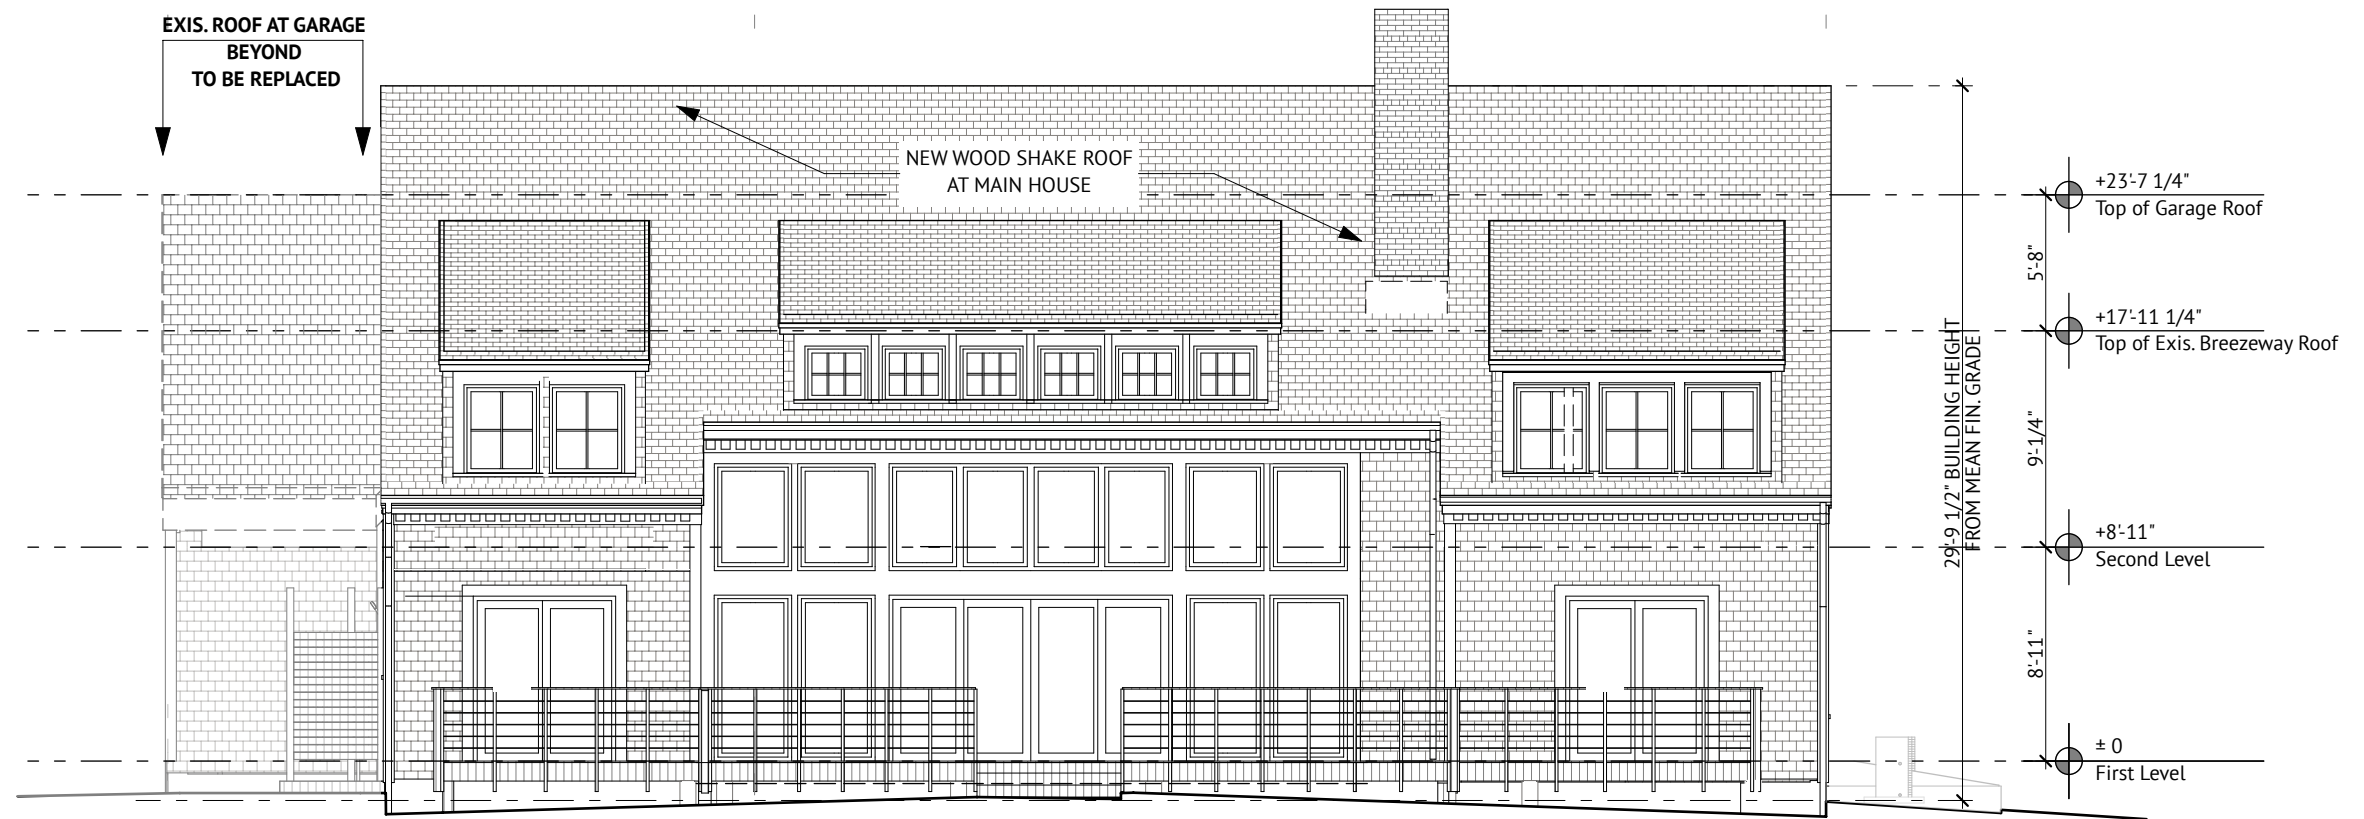 EXIS. ROOF AT GARAGE
BEYOND
TO BE REPLACED
NEW WOOD SHAKE ROOF
AT MAIN HOUSE
+23'-7 1/4"
Top of Garage Roof
5'-8"
+17'-11 1/4"
Top of Exis. Breezeway Roof
29'-9 1/2" BUILDING HEIGHT
FROM MEAN FIN. GRADE
9'-1/4"
+8'-11"
Second Level
8'-11"
± 0
First Level